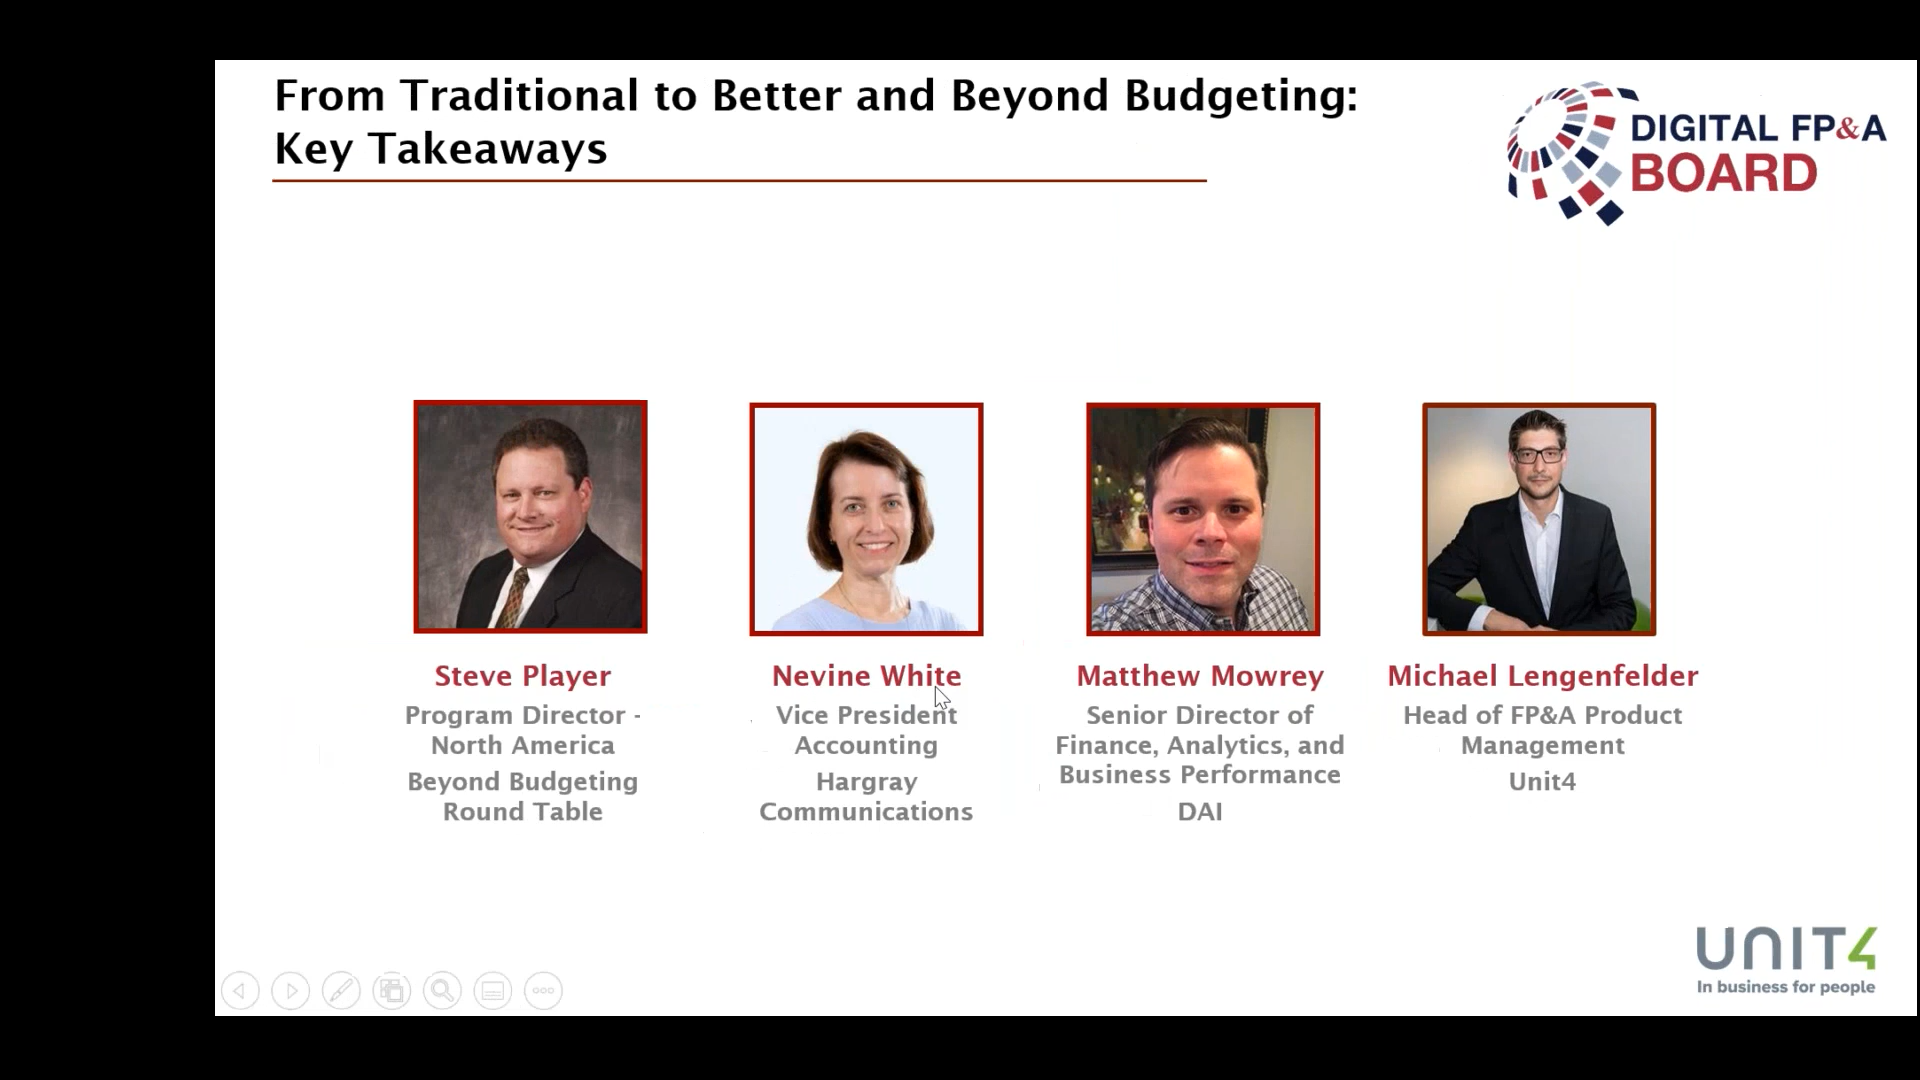 From Traditional to Better and Beyond Budgeting:
Key Takeaways
DIGITAL FP&A
BOARD
Steve Player
Program Director -
North America
Beyond Budgeting
Round Table
Nevine White
Vice President
Accounting
Hargray
Communications
Matthew Mowrey
Senior Director of
Finance, Analytics, and
Business Performance
DAI
Michael Lengenfelder
Head of FP&A Product
Management
Unit4
UNIT4
In business for people